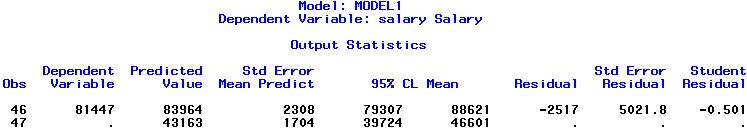 Model: MODEL1
Dependent Variable: salary Salary
Output Statistics
Dependent Predicted Std Error Std Error Student
Obs Variable Value Mean Predict 95% CL Mean Residual Residual Residual
46 81447 83964 2308 79307 88621 -2517 5021.8 -0.501
47 . 43163 1704 39724 46601 . . .